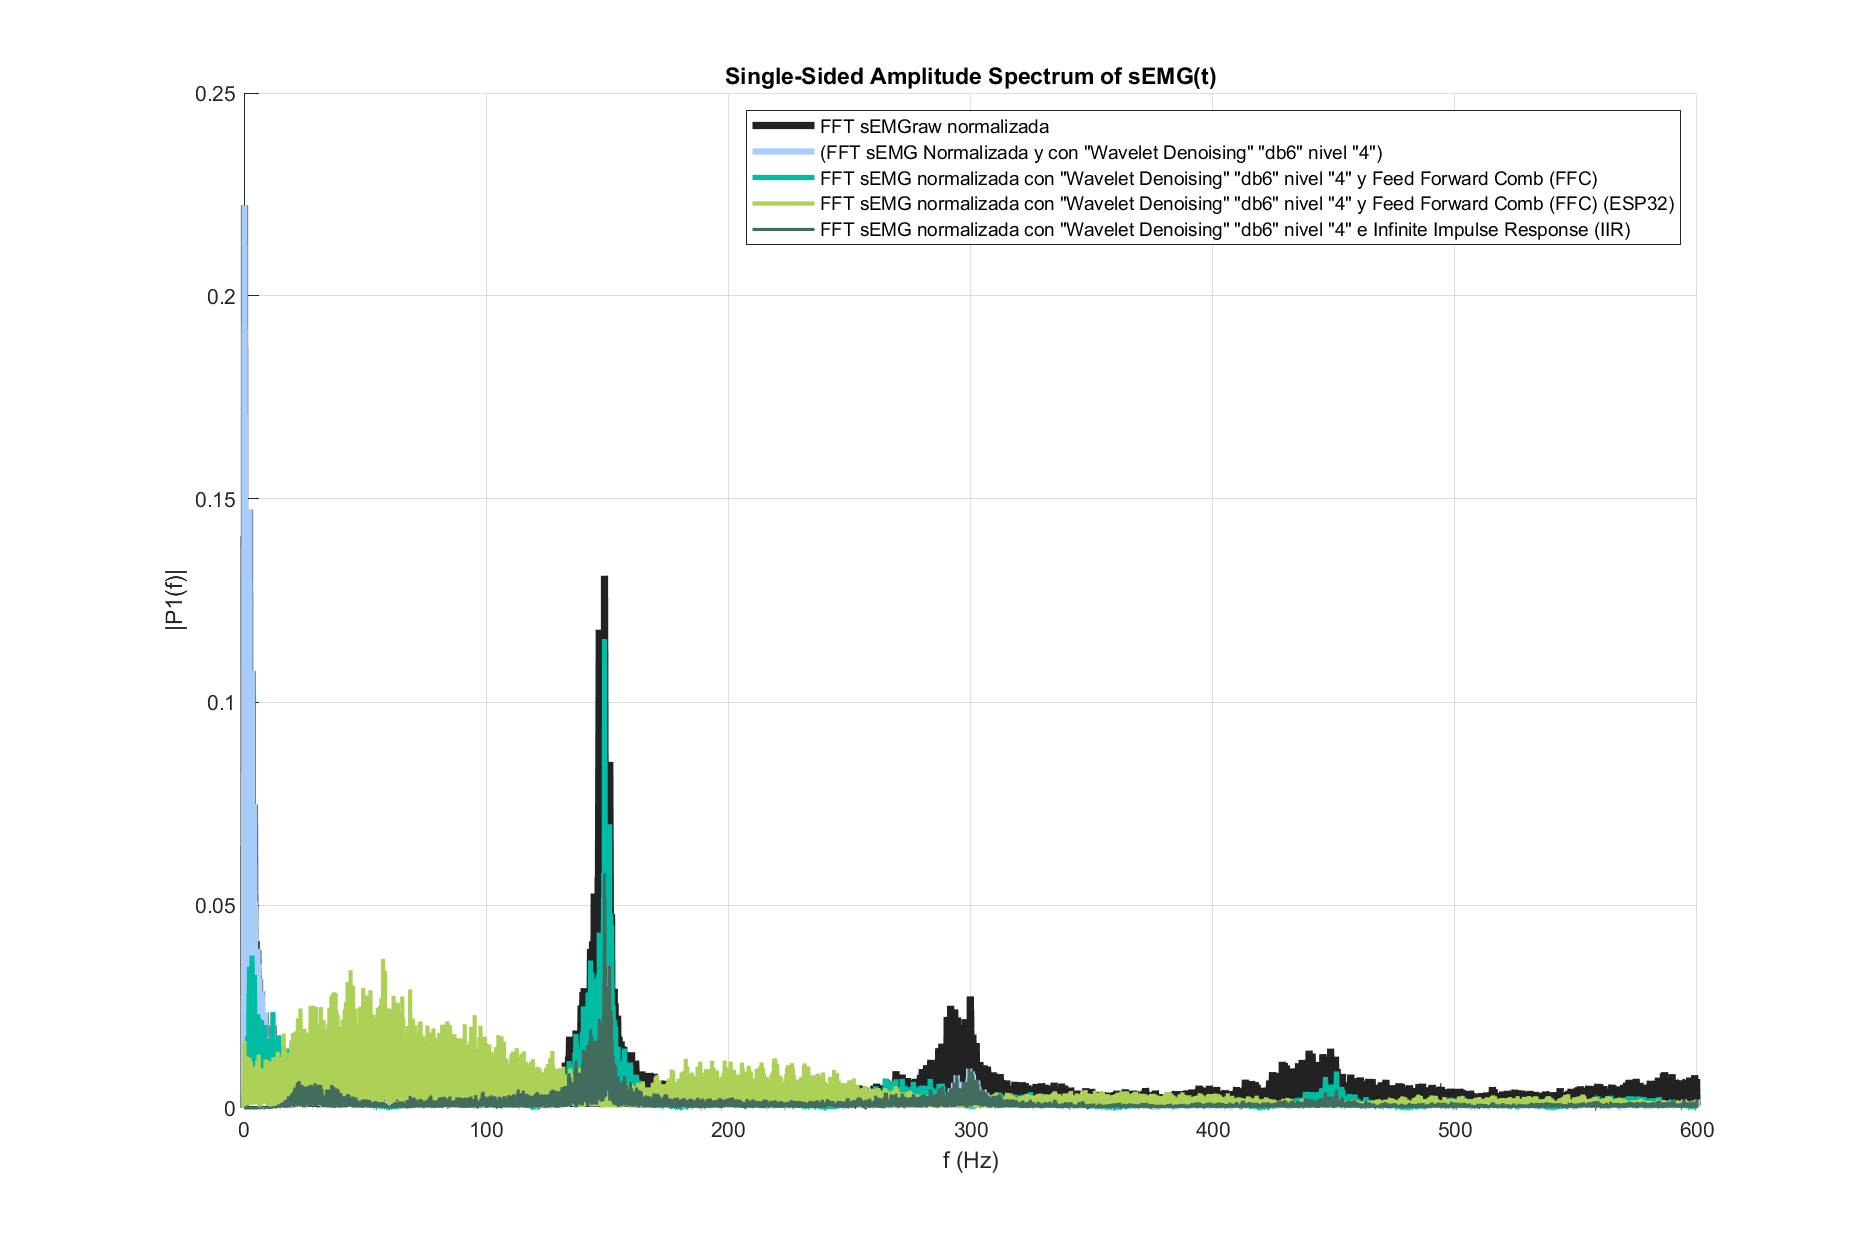 Single-Sided Amplitude Spectrum of sEMG(t)
FFT sEMGraw normalizada
(FFT sEMG Normalizada y con "Wavelet Denoising" "db6" nivel "4")
FFT sEMG normalizada con "Wavelet Denoising" "db6" nivel "4" y Feed Forward Comb (FFC)
FFT sEMG normalizada con "Wavelet Denoising" "db6" nivel "4" y Feed Forward Comb (FFC) (ESP32)
FFT sEMG normalizada con "Wavelet Denoising" "db6" nivel "4" e Infinite Impulse Response (IIR)
|P1(f)|
0.25
0.2
0.15
0.1
0.05
0
0 100 200 300 400 500 600
f (Hz)